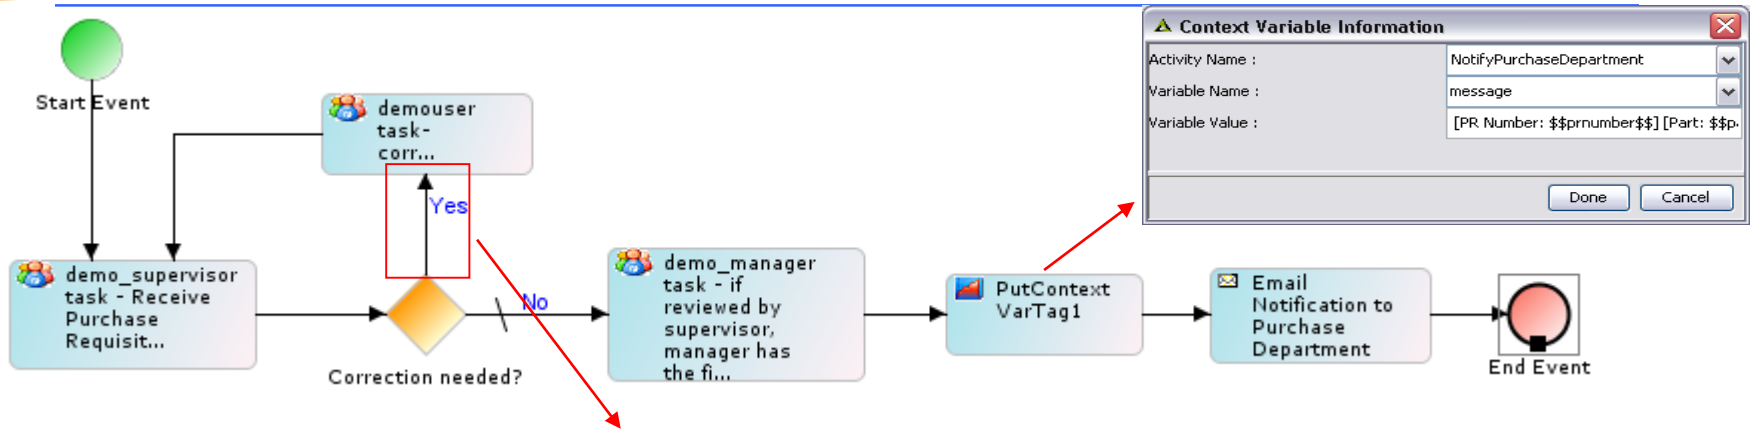 Start Event
demouser
task-
corr...
Yes
demo_supervisor
task - Receive
Purchase
Requisit...
Correction needed?
No
demo_manager
task - if
reviewed by
supervisor,
manager has
the fi...
PutContext
VarTag1
Email
Notification to
Purchase
Department
End Event
Context Variable Information
Activity Name :
NotifyPurchaseDepartment
Variable Name :
message
Variable Value :
[PR Number: $$prnumber$$] [Part: $$p
Done
Cancel